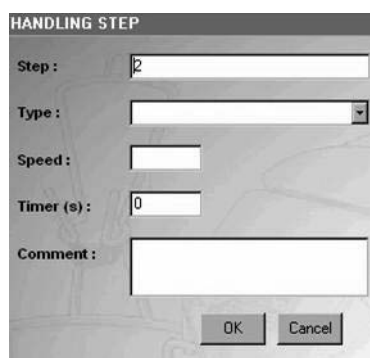 HANDLING STEP
Step : 2
Type :
Speed :
Timer (s) : 0
Comment :
OK Cancel